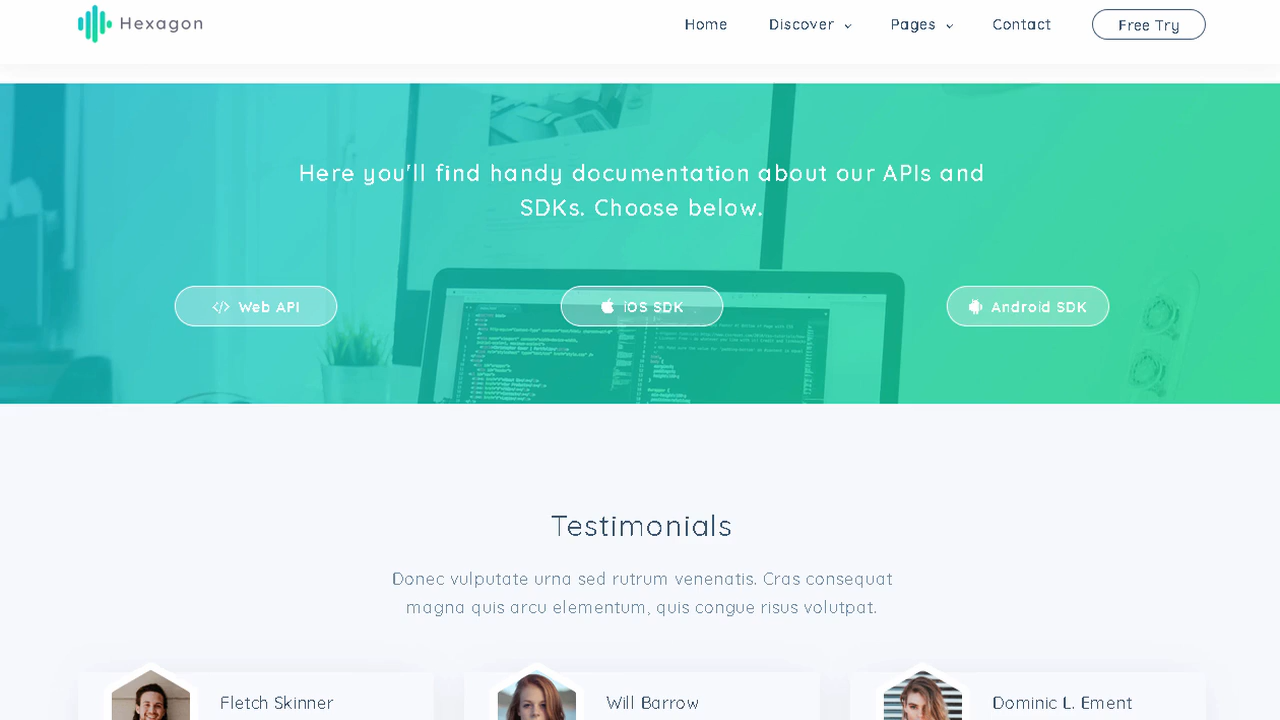 Hexagon
Home
Discover
Pages
Contact
Free Try
Here you'll find handy documentation about our APIs and
SDKs. Choose below.
Web API
iOS SDK
Android SDK
Testimonials
Donec vulputate urna sed rutrum venenatis. Cras consequat
magna quis arcu elementum, quis congue risus volutpat.
Fletch Skinner
Will Barrow
Dominic L. Ement